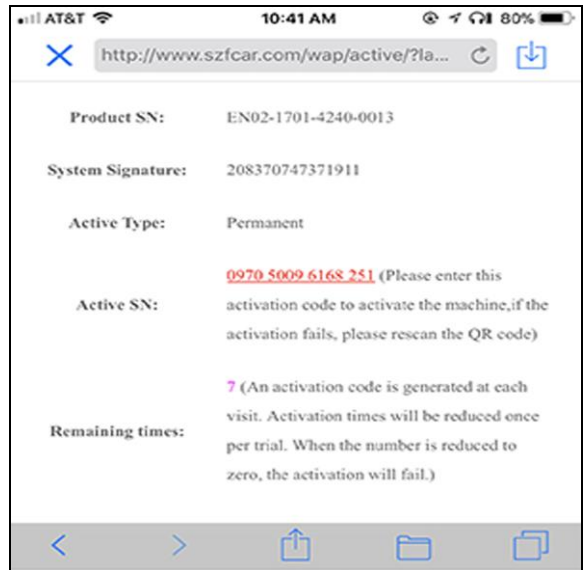 AT&T 10:41 AM 80%
http://www.szfcar.com/wap/active/?la...
Product SN: EN02-1701-4240-0013
System Signature: 208370747371911
Active Type: Permanent
0970 5009 6168 251 (Please enter this
Active SN: activation code to activate the machine,if the
activation fails, please rescan the QR code)
7 (An activation code is generated at each
visit. Activation times will be reduced once
Remaining times: per trial. When the number is reduced to
zero, the activation will fail.)